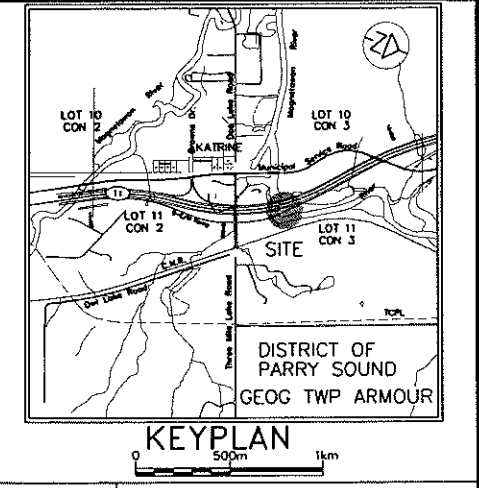 N
River
Magnetawan
River
Doe Lake Road
Magnetawan River
LOT 10
CON 2
Browns Dr
LOT 10
CON 3
KATRINE
Municipal Service Road
11
River
LOT 11
CON 2
LOT 11
CON 3
SITE
C.N.R.
Doe Lake Road
Three Mile Lake Road
TCPL
DISTRICT OF
PARRY SOUND
GEOG TWP ARMOUR
KEYPLAN
0 500m 1km